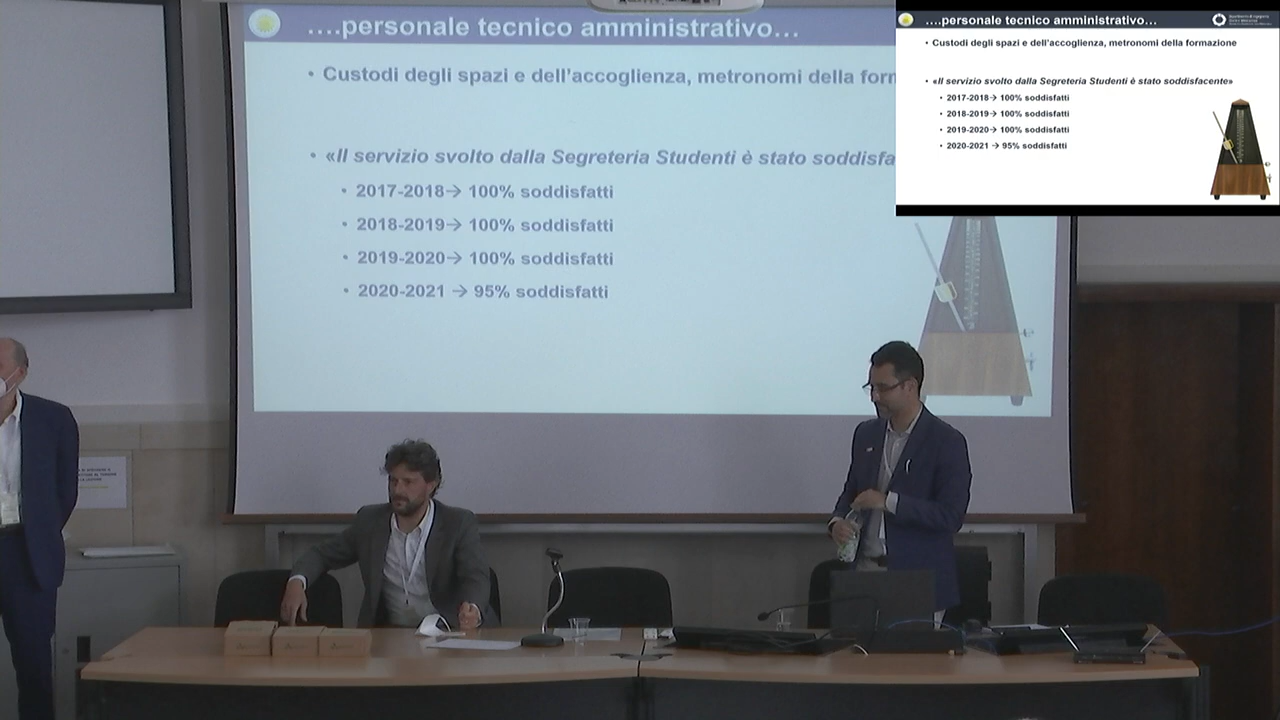 ….personale tecnico amministrativo…
• Custodi degli spazi e dell'accoglienza, metronomi della form
• «Il servizio svolto dalla Segreteria Studenti è stato soddisfa
• 2017-2018→ 100% soddisfatti
• 2018-2019→ 100% soddisfatti
• 2019-2020→ 100% soddisfatti
• 2020-2021 → 95% soddisfatti
….personale tecnico amministrativo…
• Custodi degli spazi e dell'accoglienza, metronomi della formazione
• «Il servizio svolto dalla Segreteria Studenti è stato soddisfacente»
• 2017-2018→ 100% soddisfatti
• 2018-2019→ 100% soddisfatti
• 2019-2020→ 100% soddisfatti
• 2020-2021 → 95% soddisfatti